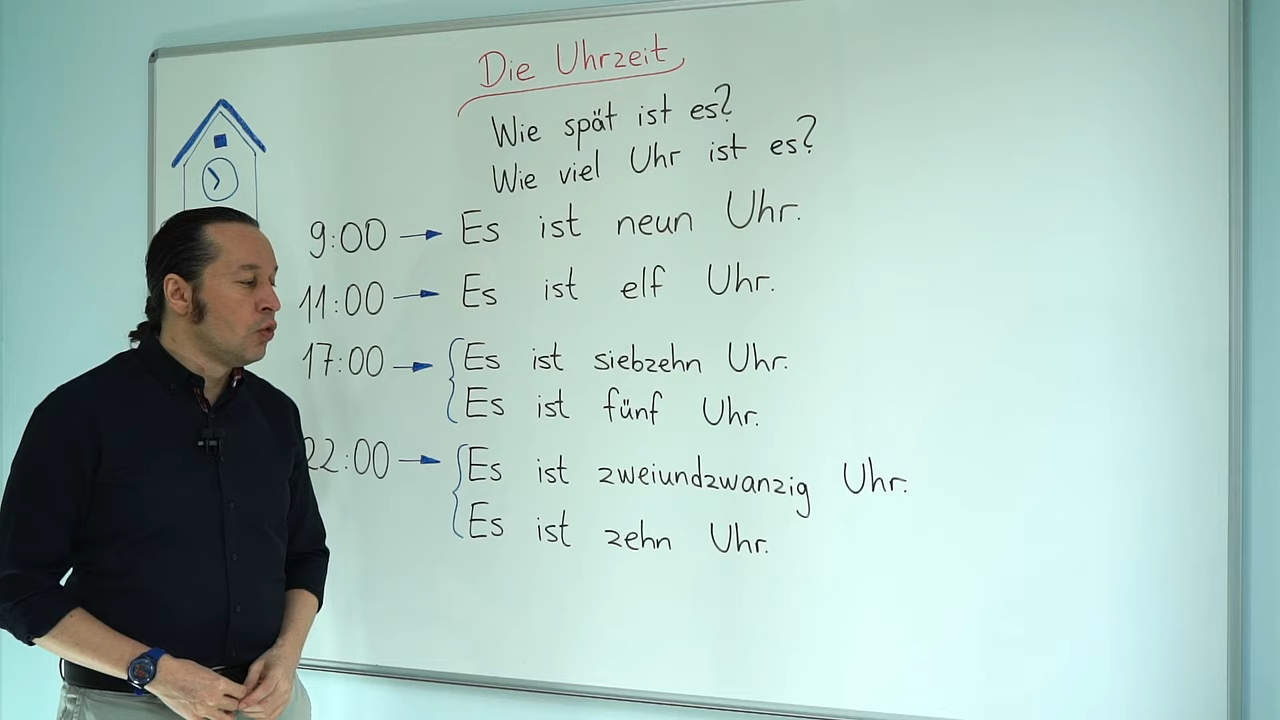 Die Uhrzeit
Wie spät ist es?
Wie viel Uhr ist es?
9:00 → Es ist neun Uhr.
11:00 → Es ist elf Uhr.
17:00 → { Es ist siebzehn Uhr.
Es ist fünf Uhr.
22:00 → { Es ist zweiundzwanzig Uhr.
Es ist zehn Uhr.